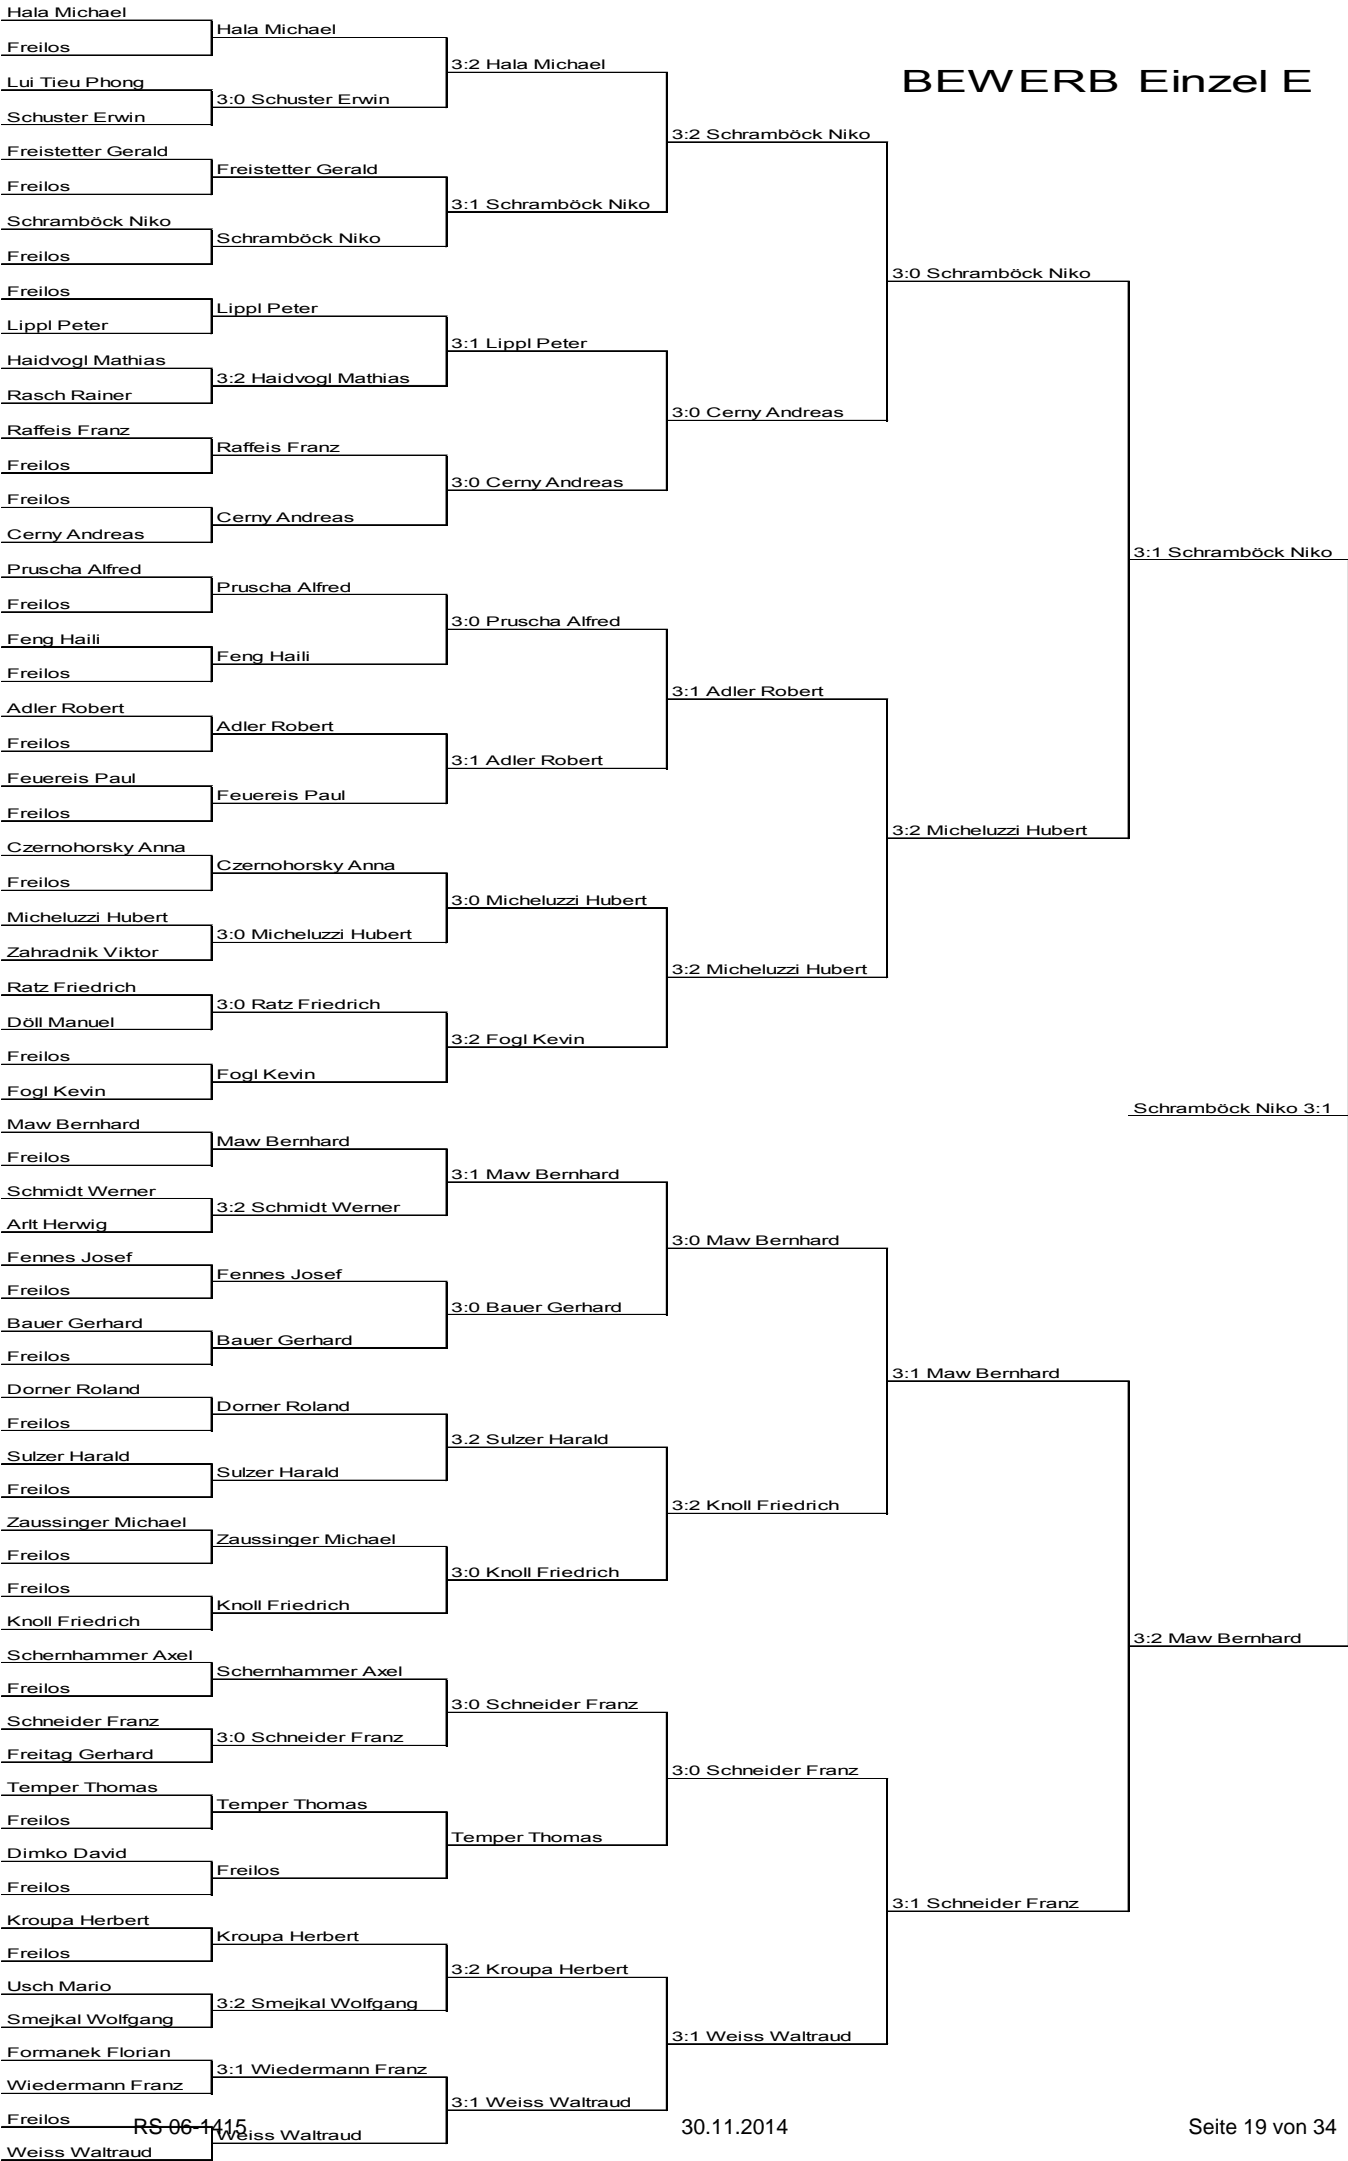 BEWERB Einzel E
Hala Michael
Freilos
Lui Tieu Phong
Schuster Erwin
Freistetter Gerald
Freilos
Schramböck Niko
Freilos
Freilos
Lippl Peter
Haidvogl Mathias
Rasch Rainer
Raffeis Franz
Freilos
Freilos
Cerny Andreas
Pruscha Alfred
Freilos
Feng Haili
Freilos
Adler Robert
Freilos
Feuereis Paul
Freilos
Czernohorsky Anna
Freilos
Micheluzzi Hubert
Zahradnik Viktor
Ratz Friedrich
Döll Manuel
Freilos
Fogl Kevin
Maw Bernhard
Freilos
Schmidt Werner
Arlt Herwig
Fennes Josef
Freilos
Bauer Gerhard
Freilos
Dorner Roland
Freilos
Sulzer Harald
Freilos
Zaussinger Michael
Freilos
Freilos
Knoll Friedrich
Schernhammer Axel
Freilos
Schneider Franz
Freitag Gerhard
Temper Thomas
Freilos
Dimko David
Freilos
Kroupa Herbert
Freilos
Usch Mario
Smejkal Wolfgang
Formanek Florian
Wiedermann Franz
Freilos
Weiss Waltraud
Hala Michael
3:0 Schuster Erwin
Freistetter Gerald
Schramböck Niko
Lippl Peter
3:2 Haidvogl Mathias
Raffeis Franz
Cerny Andreas
Pruscha Alfred
Feng Haili
Adler Robert
Feuereis Paul
Czernohorsky Anna
3:0 Micheluzzi Hubert
3:0 Ratz Friedrich
Fogl Kevin
Maw Bernhard
3:2 Schmidt Werner
Fennes Josef
Bauer Gerhard
Dorner Roland
Sulzer Harald
Zaussinger Michael
Knoll Friedrich
Schernhammer Axel
3:0 Schneider Franz
Temper Thomas
Freilos
Kroupa Herbert
3:2 Smejkal Wolfgang
3:1 Wiedermann Franz
Weiss Waltraud
3:2 Hala Michael
3:1 Schramböck Niko
3:1 Lippl Peter
3:0 Cerny Andreas
3:0 Pruscha Alfred
3:1 Adler Robert
3:0 Micheluzzi Hubert
3:2 Fogl Kevin
3:1 Maw Bernhard
3:0 Bauer Gerhard
3.2 Sulzer Harald
3:0 Knoll Friedrich
3:0 Schneider Franz
Temper Thomas
3:2 Kroupa Herbert
3:1 Weiss Waltraud
3:2 Schramböck Niko
3:0 Cerny Andreas
3:1 Adler Robert
3:2 Micheluzzi Hubert
3:0 Maw Bernhard
3:2 Knoll Friedrich
3:0 Schneider Franz
3:1 Weiss Waltraud
3:0 Schramböck Niko
3:2 Micheluzzi Hubert
3:1 Maw Bernhard
3:1 Schneider Franz
3:1 Schramböck Niko
3:2 Maw Bernhard
Schramböck Niko 3:1
RS 06-1415 30.11.2014 Seite 19 von 34